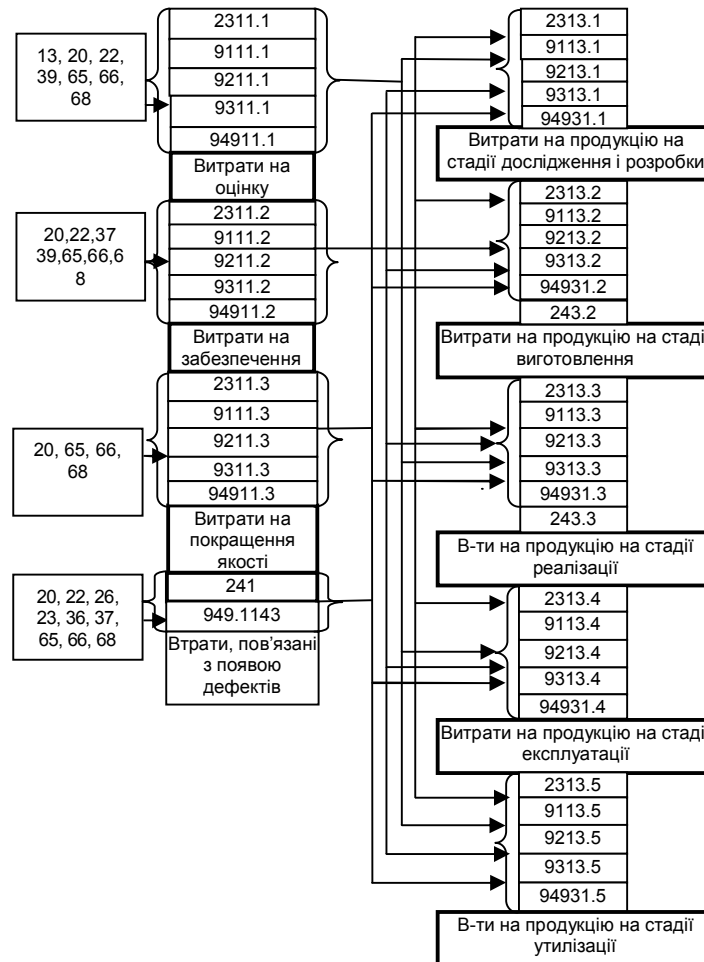 13, 20, 22,
39, 65, 66,
68
2311.1
9111.1
9211.1
9311.1
94911.1
Витрати на
оцінку
20,22,37
39,65,66,6
8
2311.2
9111.2
9211.2
9311.2
94911.2
Витрати на
забезпечення
20, 65, 66,
68
2311.3
9111.3
9211.3
9311.3
94911.3
Витрати на
покращення
якості
20, 22, 26,
23, 36, 37,
65, 66, 68
241
949.1143
Втрати, пов’язані
з появою
дефектів
2313.1
9113.1
9213.1
9313.1
94931.1
Витрати на продукцію на
стадії дослідження і розробки
2313.2
9113.2
9213.2
9313.2
94931.2
243.2
Витрати на продукцію на стадії
виготовлення
2313.3
9113.3
9213.3
9313.3
94931.3
243.3
В-ти на продукцію на стадії
реалізації
2313.4
9113.4
9213.4
9313.4
94931.4
Витрати на продукцію на стадії
експлуатації
2313.5
9113.5
9213.5
9313.5
94931.5
В-ти на продукцію на стадії
утилізації